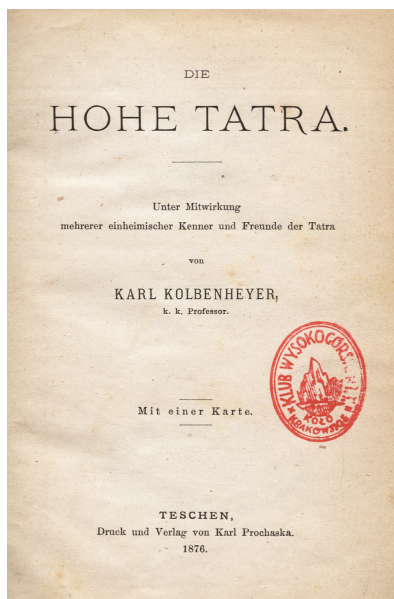 DIE
HOHE TATRA.
Unter Mitwirkung
mehrerer einheimischer Kenner und Freunde der Tatra
von
KARL KOLBENHEYER,
k. k. Professor.
KLUB WYSOKOGÓRSKI
KOŁO
KRAKOWSKIE
Mit einer Karte.
TESCHEN,
Druck und Verlag von Karl Prochaska.
1876.